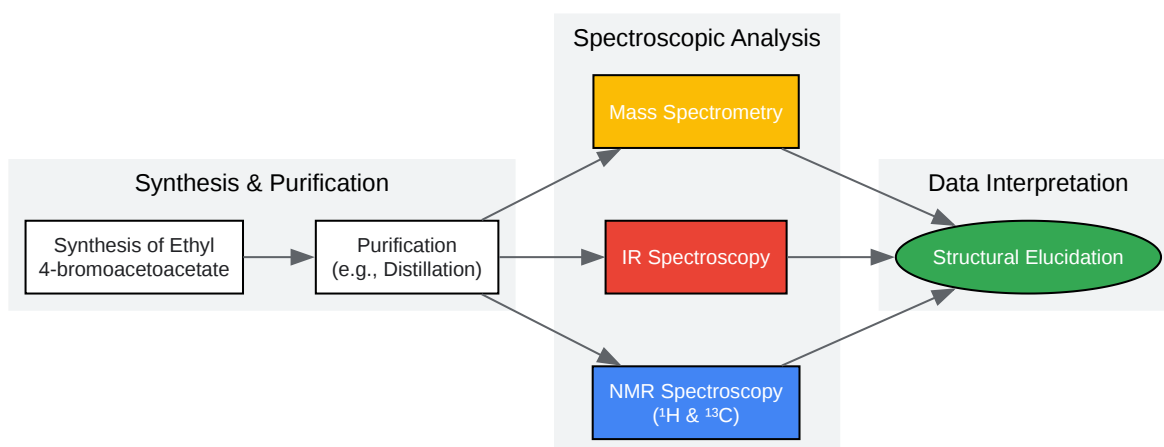 Synthesis & Purification
Synthesis of Ethyl
4-bromoacetoacetate
Purification
(e.g., Distillation)
Spectroscopic Analysis
Mass Spectrometry
IR Spectroscopy
NMR Spectroscopy
(¹H & ¹³C)
Data Interpretation
Structural Elucidation